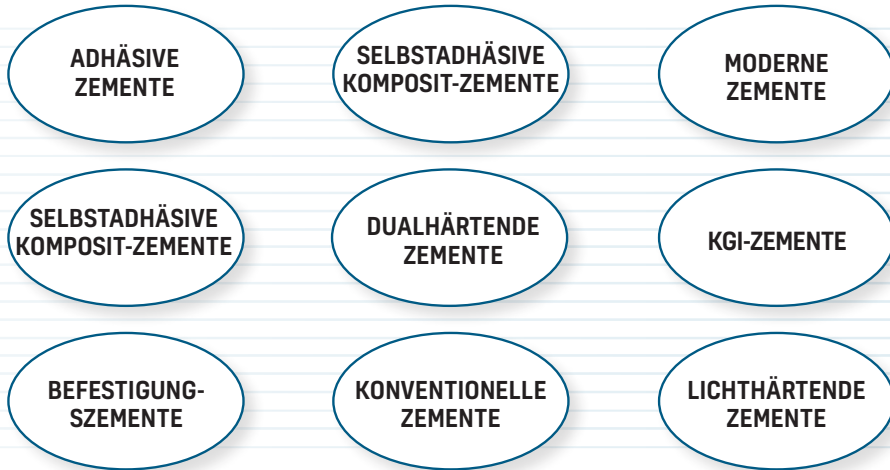 ADHÄSIVE
ZEMENTE
SELBSTADHÄSIVE
KOMPOSIT-ZEMENTE
MODERNE
ZEMENTE
SELBSTADHÄSIVE
KOMPOSIT-ZEMENTE
DUALHÄRTENDE
ZEMENTE
KGI-ZEMENTE
BEFESTIGUNG-
SZEMENTE
KONVENTIONELLE
ZEMENTE
LICHTHÄRTENDE
ZEMENTE